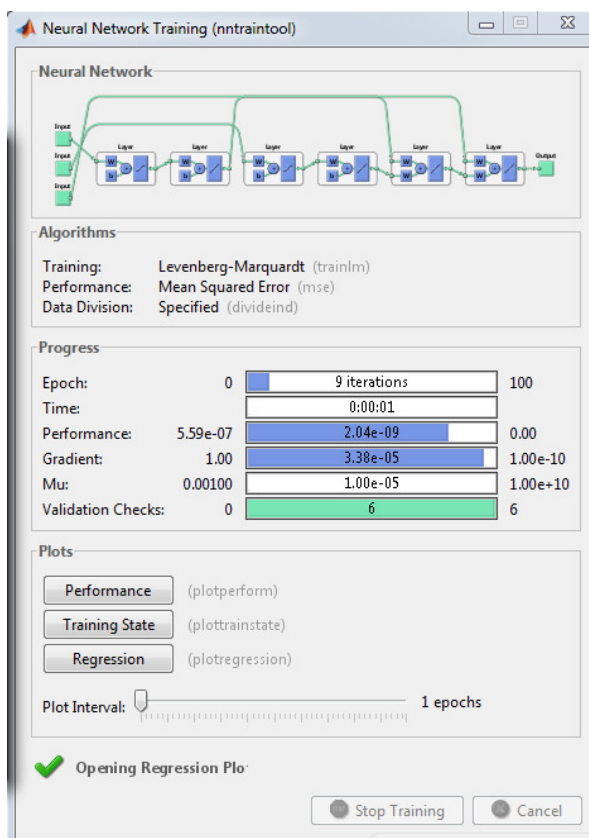 Neural Network Training (nntraintool)
Neural Network
Input
Input
Input
Layer
Layer
Layer
Layer
Layer
Layer
Output
W
b
W
b
W
b
W
b
W
W
b
W
W
b
Algorithms
Training: Levenberg-Marquardt (trainlm)
Performance: Mean Squared Error (mse)
Data Division: Specified (divideind)
Progress
Epoch: 0 9 iterations 100
Time: 0:00:01
Performance: 5.59e-07 2.04e-09 0.00
Gradient: 1.00 3.38e-05 1.00e-10
Mu: 0.00100 1.00e-05 1.00e+10
Validation Checks: 0 6 6
Plots
Performance (plotperform)
Training State (plottrainstate)
Regression (plotregression)
Plot Interval: 1 epochs
Opening Regression Plo
Stop Training Cancel